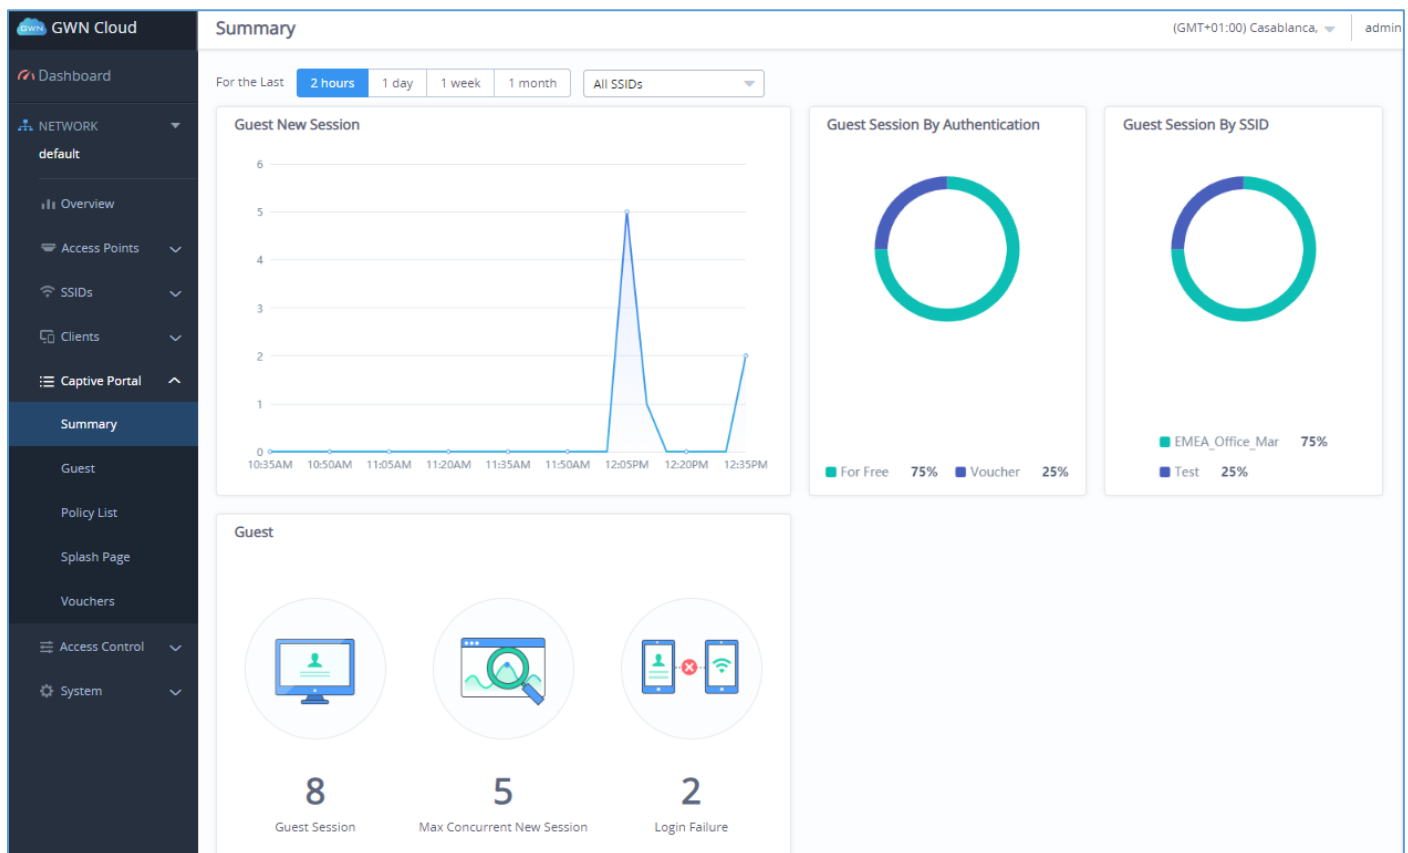 GWN GWN Cloud
Summary
(GMT+01:00) Casablanca,
admin
Dashboard
NETWORK
default
Overview
Access Points
SSIDs
Clients
Captive Portal
Summary
Guest
Policy List
Splash Page
Vouchers
Access Control
System
For the Last 2 hours 1 day 1 week 1 month All SSIDs
Guest New Session
6
5
4
3
2
1
0
10:35AM 10:50AM 11:05AM 11:20AM 11:35AM 11:50AM 12:05PM 12:20PM 12:35PM
Guest Session By Authentication
For Free 75% Voucher 25%
Guest Session By SSID
EMEA_Office_Mar 75%
Test 25%
Guest
8 5 2
Guest Session Max Concurrent New Session Login Failure